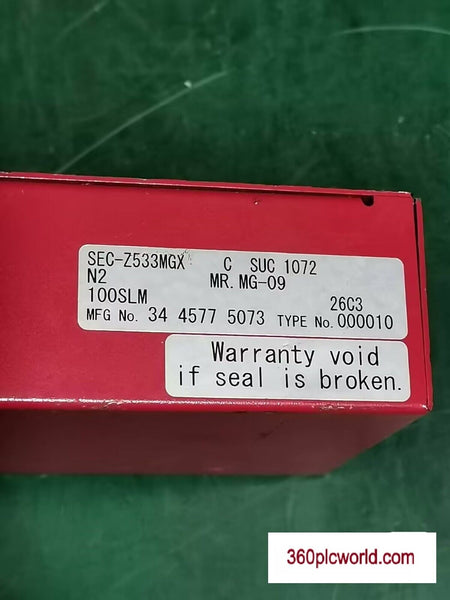 SEC-Z533MGX C SUC 1072
N2 MR.MG-09
100SLM 26C3
MFG No. 34 4577 5073 TYPE No. 000010
Warranty void
if seal is broken.
360plcworld.com